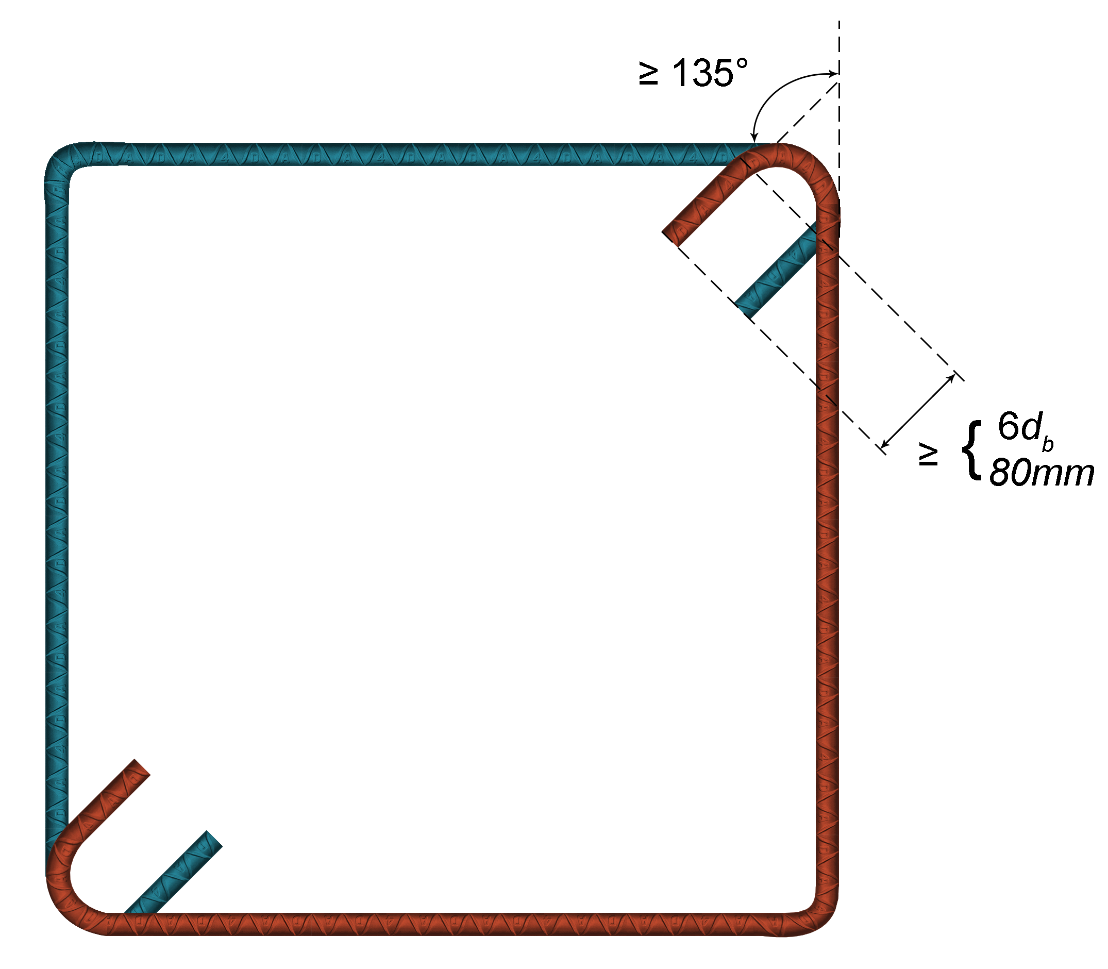 ≥ 135°
6d_b
≥ {
80mm